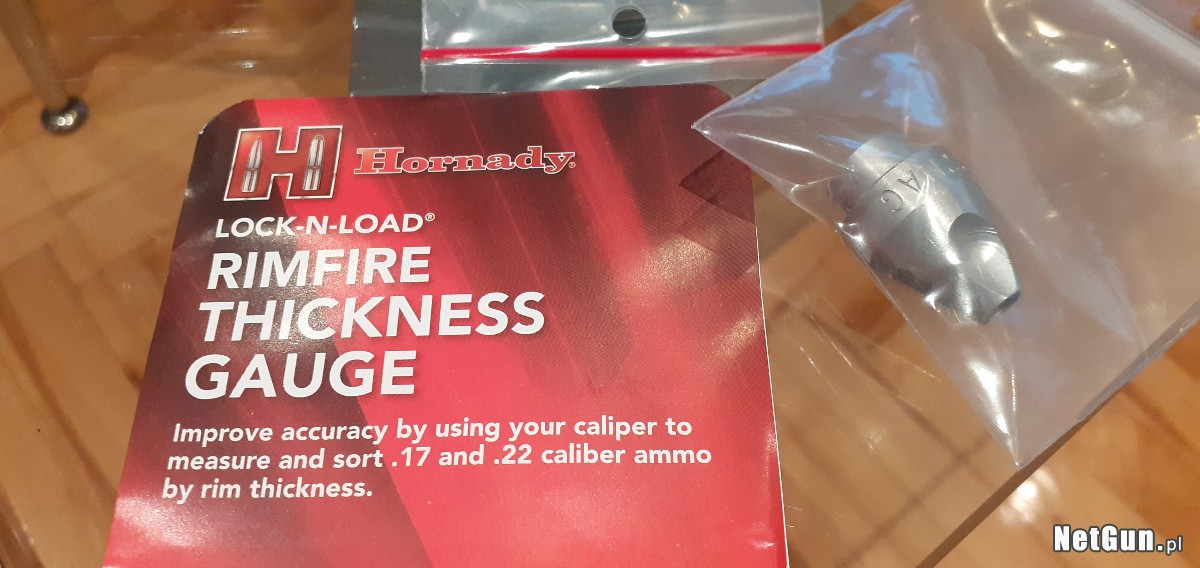 H Hornady®
LOCK-N-LOAD®
RIMFIRE
THICKNESS
GAUGE
Improve accuracy by using your caliper to
measure and sort .17 and .22 caliber ammo
by rim thickness.
A C
NetGun.pl